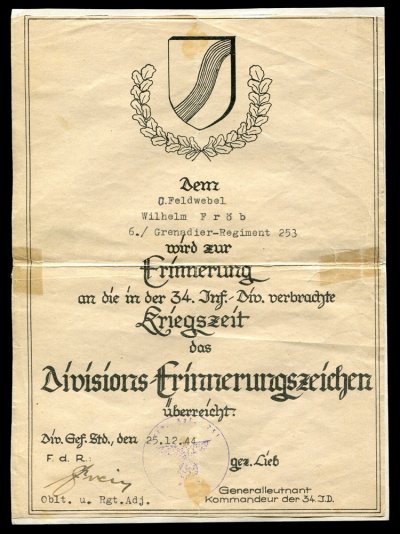 Dem
O.Feldwebel
Wilhelm Fröb
6./ Grenadier-Regiment 253
wird zur
Erinnerung
an die in der 34. Inf.-Div. verbrachte
Kriegszeit
das
Divisions-Erinnerungszeichen
überreicht.
Div. Gef. Std., den 25.12.44
F. d. R.: gez. Lieb
Oblt. u. Rgt.Adj.
Generalleutnant
Kommandeur der 34. I.D.